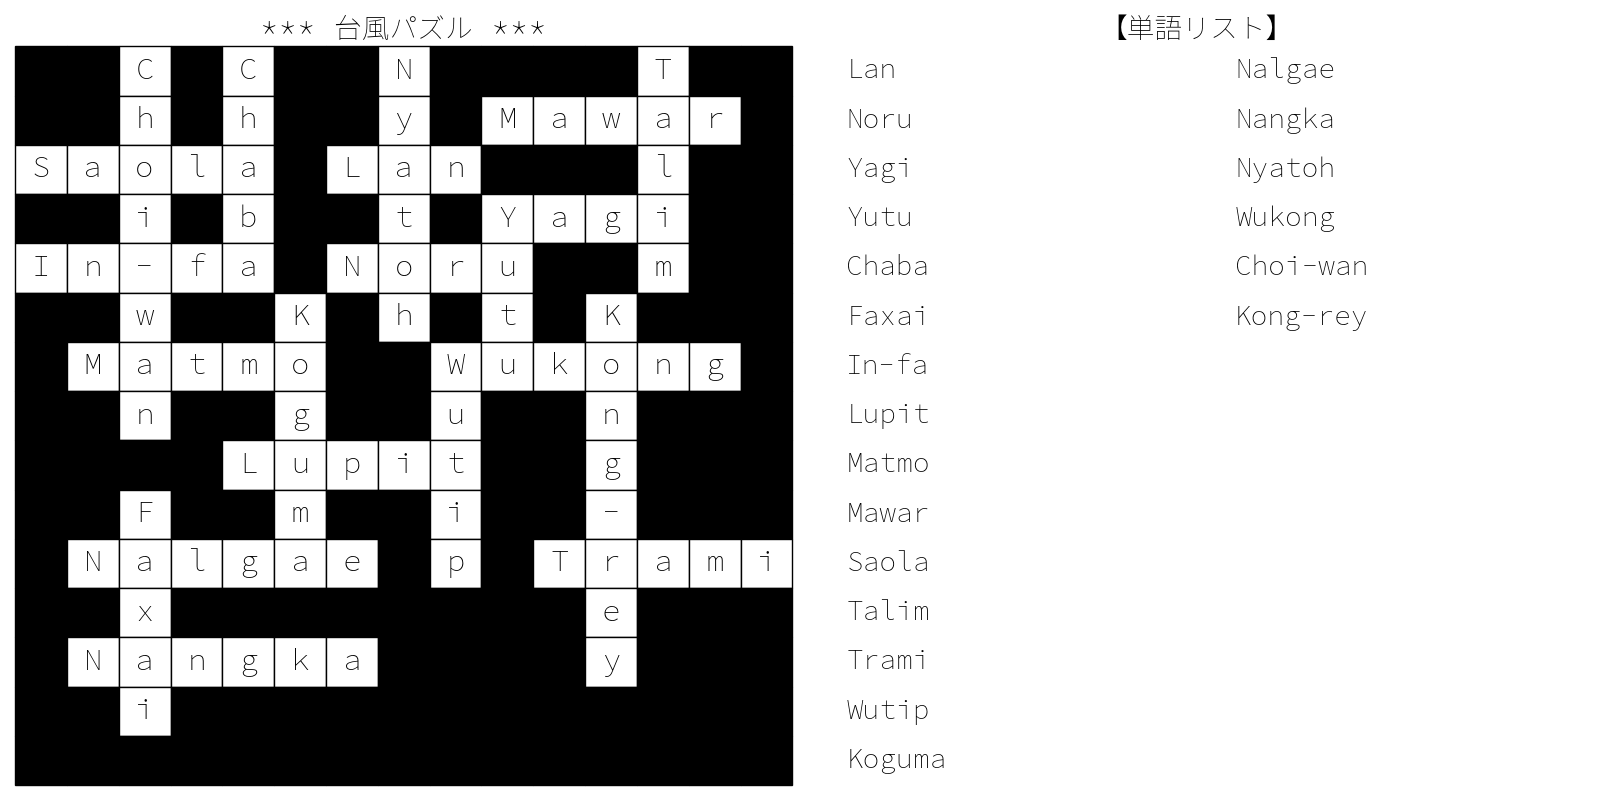 *** 台風パズル ***
【単語リスト】
C C N T
h h y M a w a r
S a o l a L a n l
i b t Y a g i
I n - f a N o r u m
w K h t K
M a t m o W u k o n g
n g u n
L u p i t g
F m i -
N a l g a e p T r a m i
x e
N a n g k a y
i
Lan Nalgae
Noru Nangka
Yagi Nyatoh
Yutu Wukong
Chaba Choi-wan
Faxai Kong-rey
In-fa
Lupit
Matmo
Mawar
Saola
Talim
Trami
Wutip
Koguma